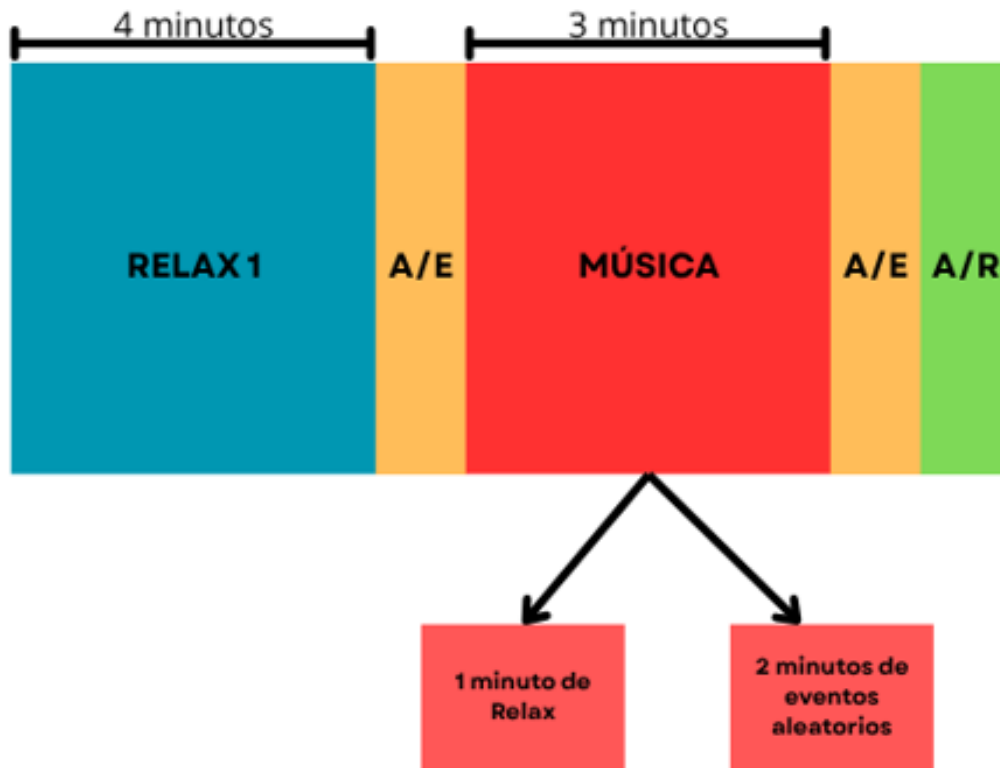 4 minutos
3 minutos
RELAX 1
A/E
MÚSICA
A/E
A/R
1 minuto de
Relax
2 minutos de
eventos
aleatorios